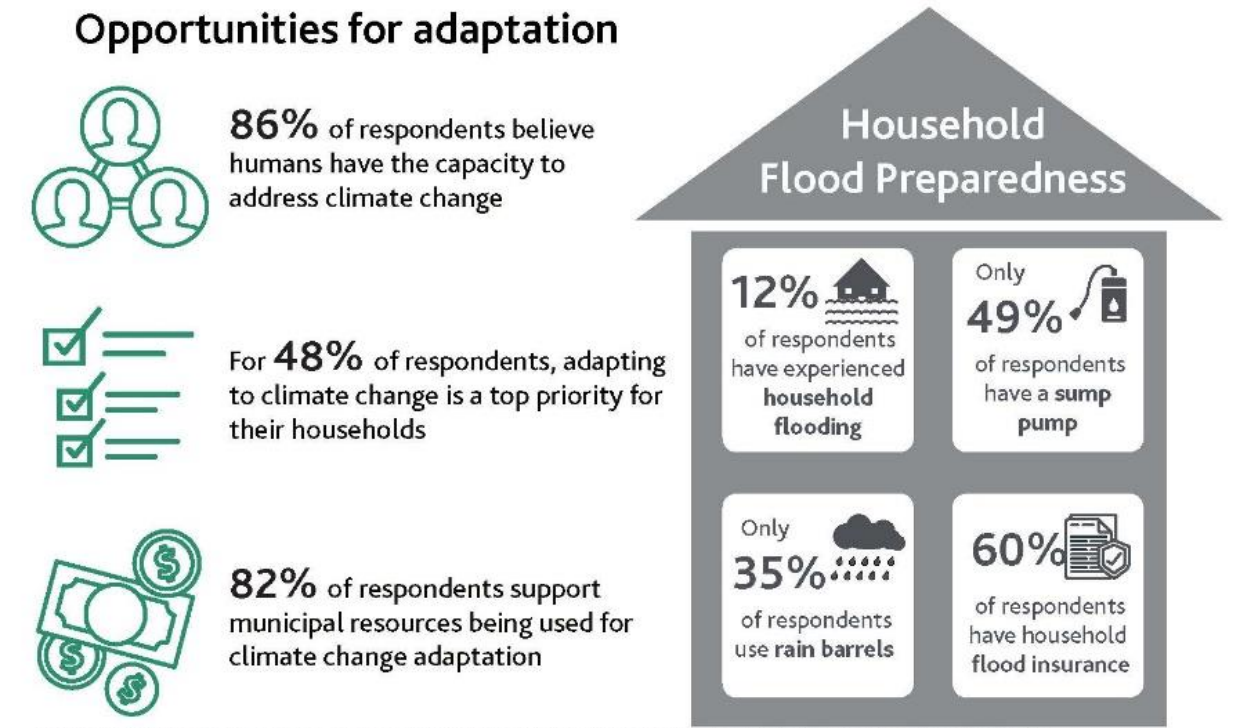 Opportunities for adaptation
86% of respondents believe
humans have the capacity to
address climate change
For 48% of respondents, adapting
to climate change is a top priority for
their households
82% of respondents support
municipal resources being used for
climate change adaptation
Household
Flood Preparedness
12%
of respondents
have experienced
household
flooding
Only
49%
of respondents
have a sump
pump
Only
35%
of respondents
use rain barrels
60%
of respondents
have household
flood insurance